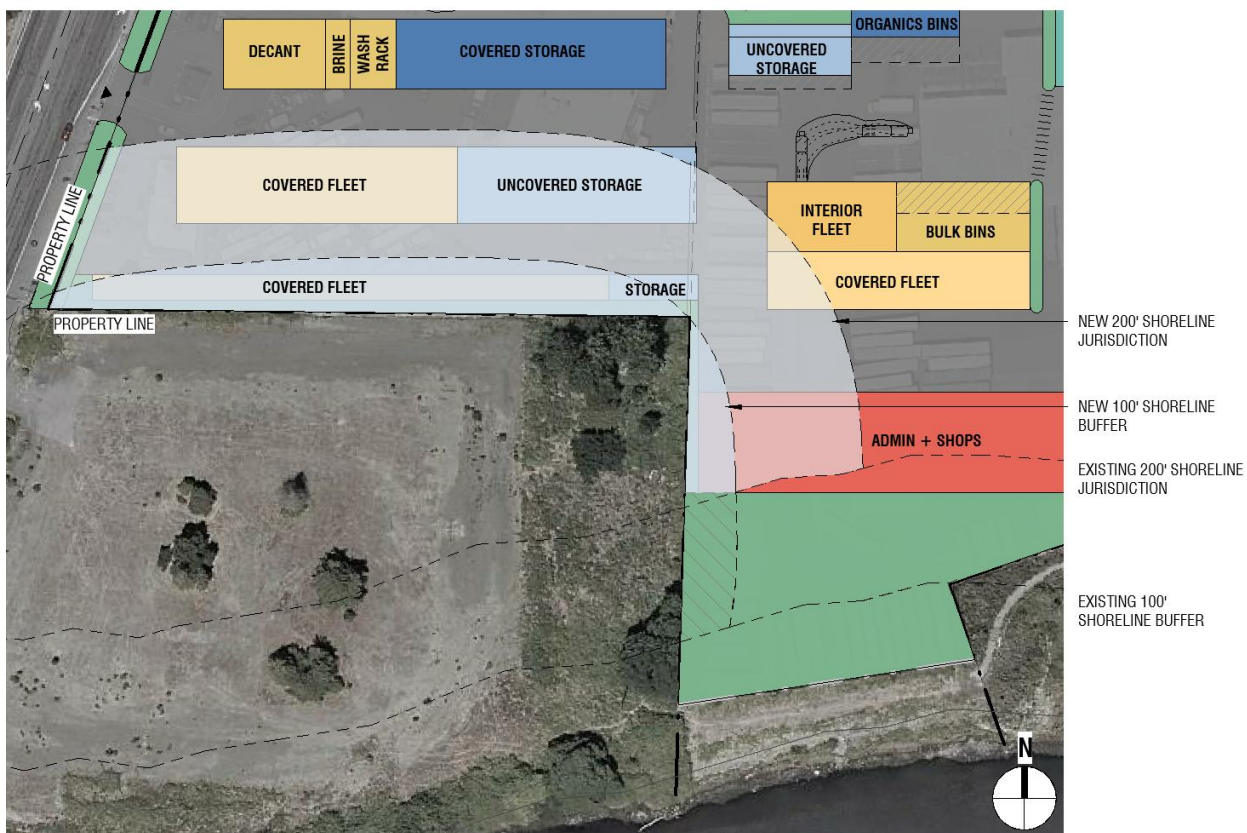 DECANT
BRINE
WASH
RACK
COVERED STORAGE
ORGANICS BINS
UNCOVERED
STORAGE
COVERED FLEET
UNCOVERED STORAGE
INTERIOR
FLEET
BULK BINS
COVERED FLEET
COVERED FLEET
STORAGE
PROPERTY LINE
PROPERTY LINE
NEW 200' SHORELINE
JURISDICTION
NEW 100' SHORELINE
BUFFER
ADMIN + SHOPS
EXISTING 200' SHORELINE
JURISDICTION
EXISTING 100'
SHORELINE BUFFER
N